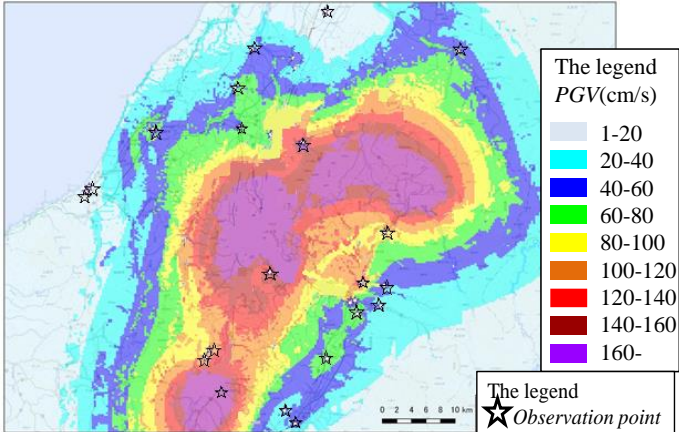 The legend
PGV(cm/s)
1-20
20-40
40-60
60-80
80-100
100-120
120-140
140-160
160-
The legend
Observation point
0 2 4 6 8 10 km